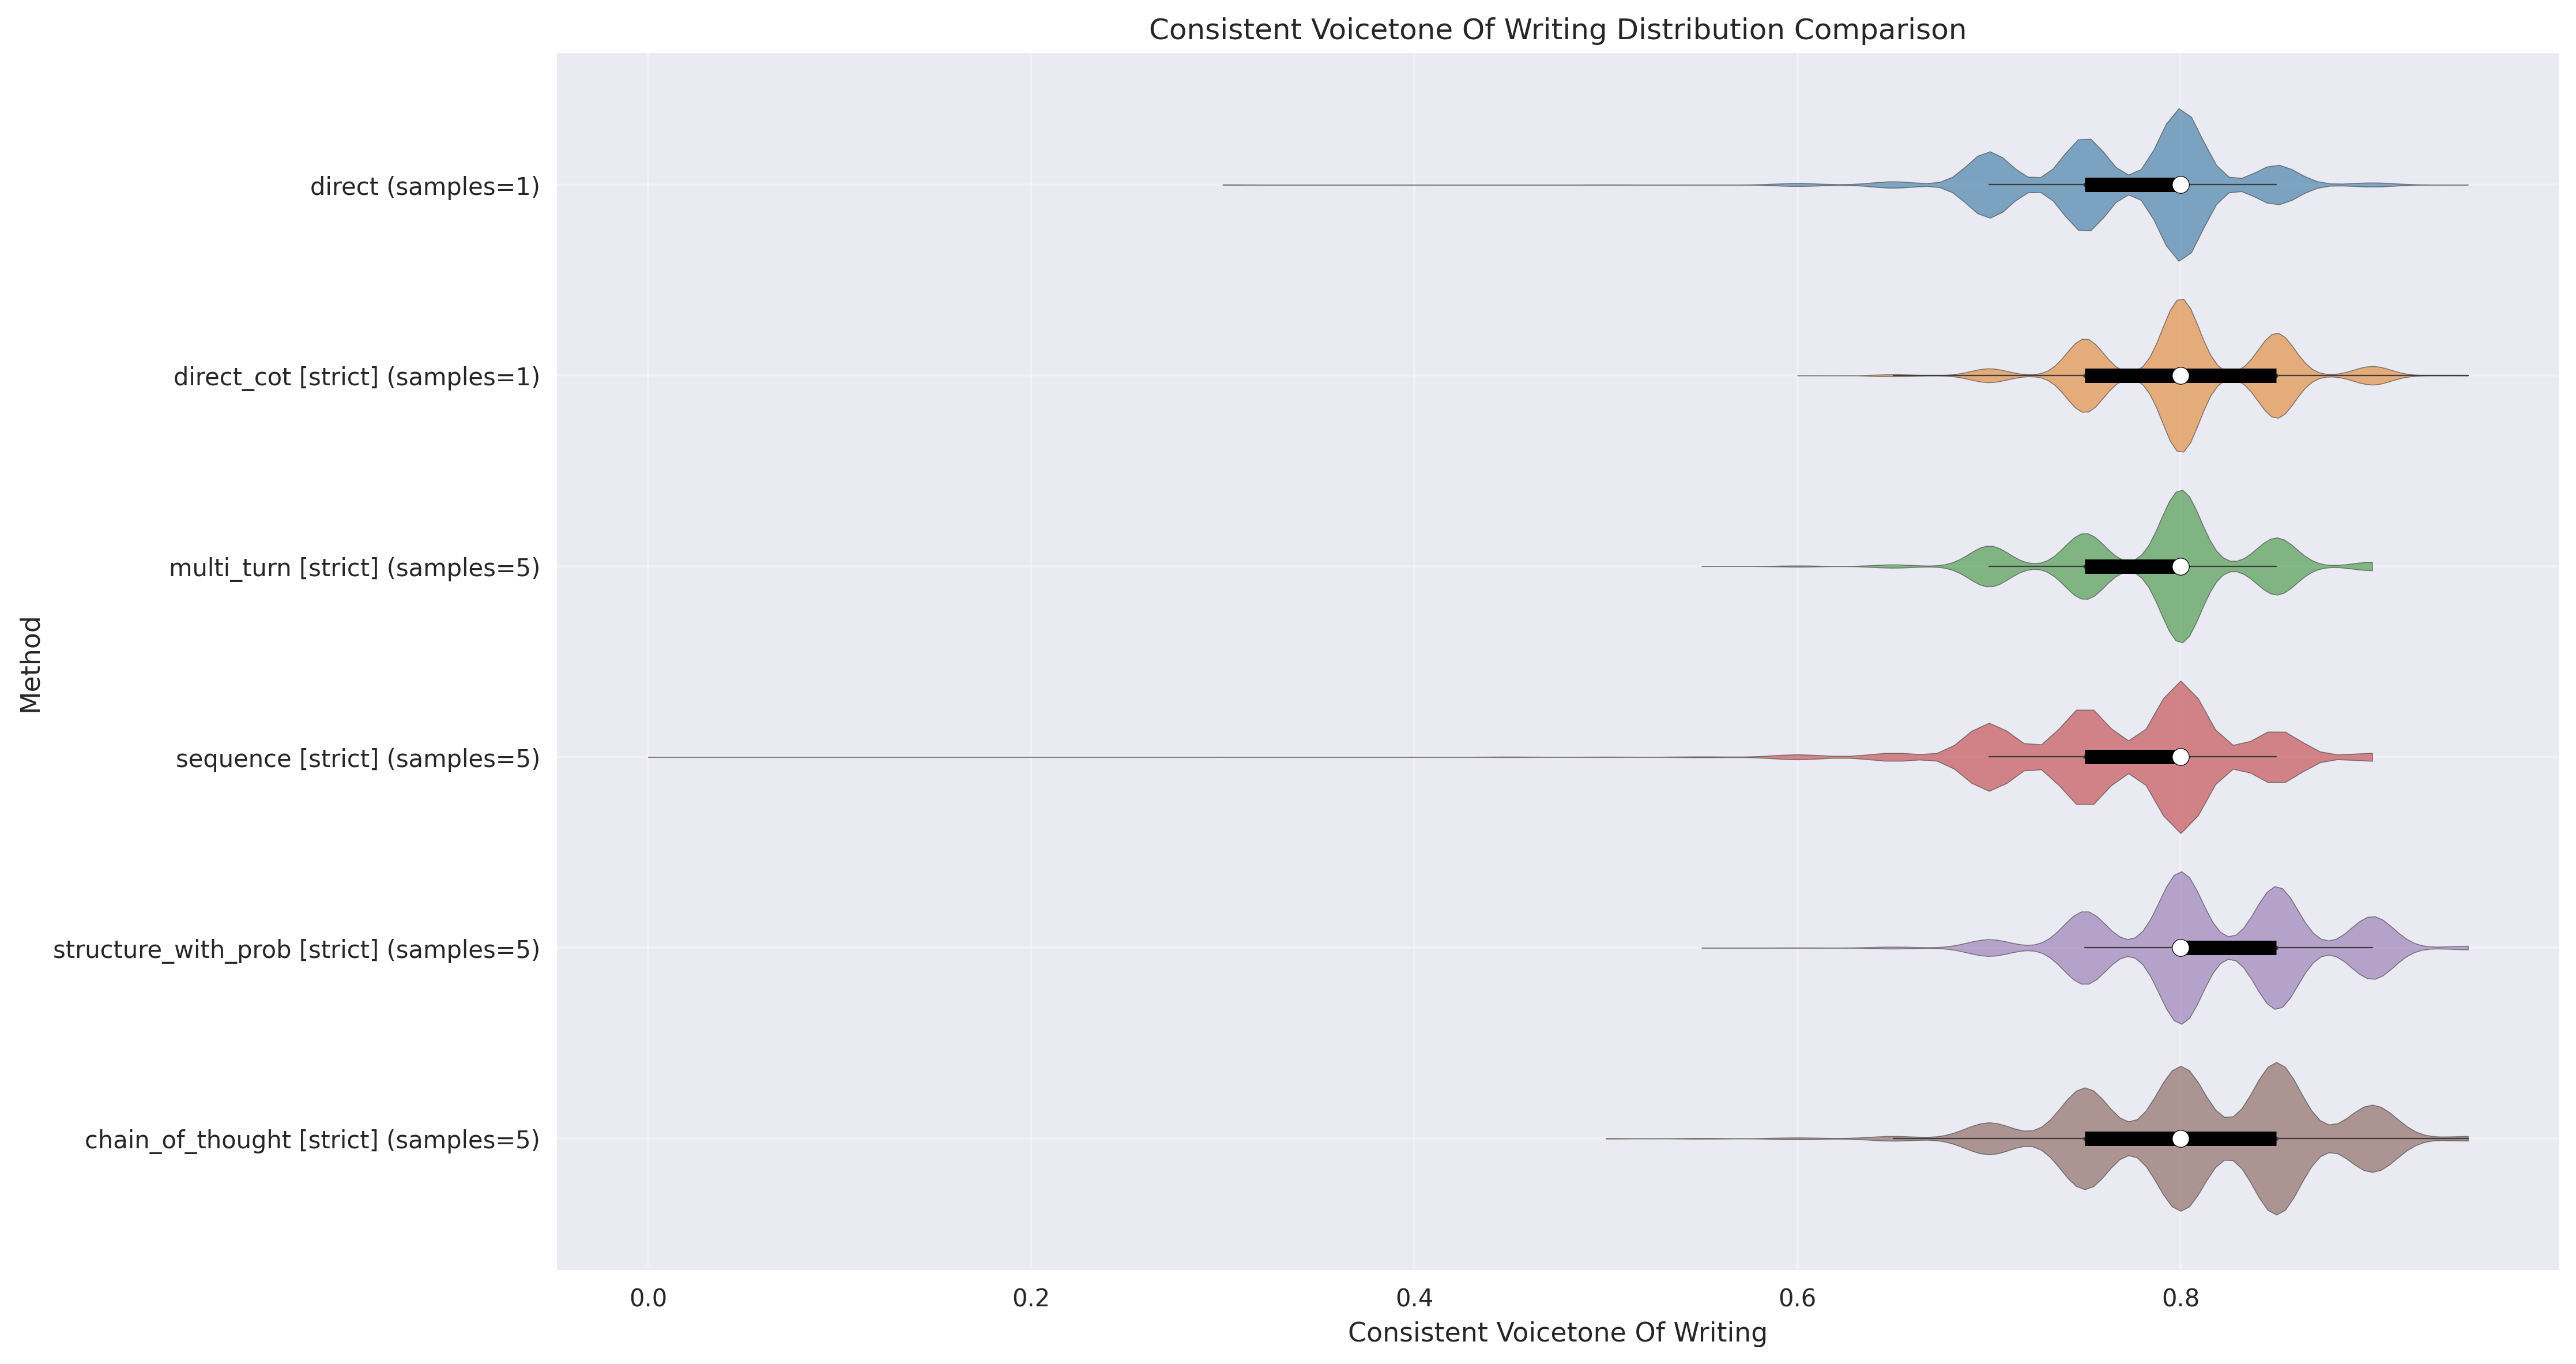 Consistent Voicetone Of Writing Distribution Comparison
direct (samples=1)
direct_cot [strict] (samples=1)
multi_turn [strict] (samples=5)
sequence [strict] (samples=5)
structure_with_prob [strict] (samples=5)
chain_of_thought [strict] (samples=5)
Method
0.0 0.2 0.4 0.6 0.8
Consistent Voicetone Of Writing